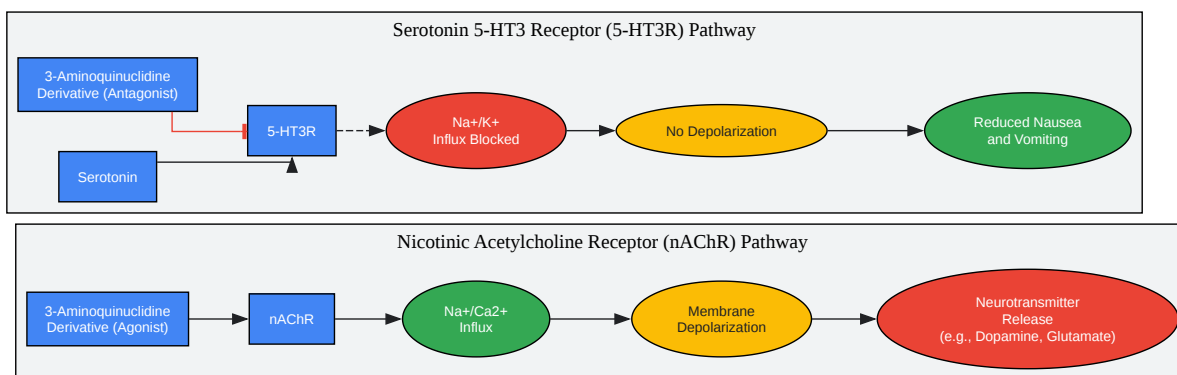 Serotonin 5-HT3 Receptor (5-HT3R) Pathway
3-Aminoquinuclidine
Derivative (Antagonist)
5-HT3R
Serotonin
Na+/K+
Influx Blocked
No Depolarization
Reduced Nausea
and Vomiting
Nicotinic Acetylcholine Receptor (nAChR) Pathway
3-Aminoquinuclidine
Derivative (Agonist)
nAChR
Na+/Ca2+
Influx
Membrane
Depolarization
Neurotransmitter
Release
(e.g., Dopamine, Glutamate)